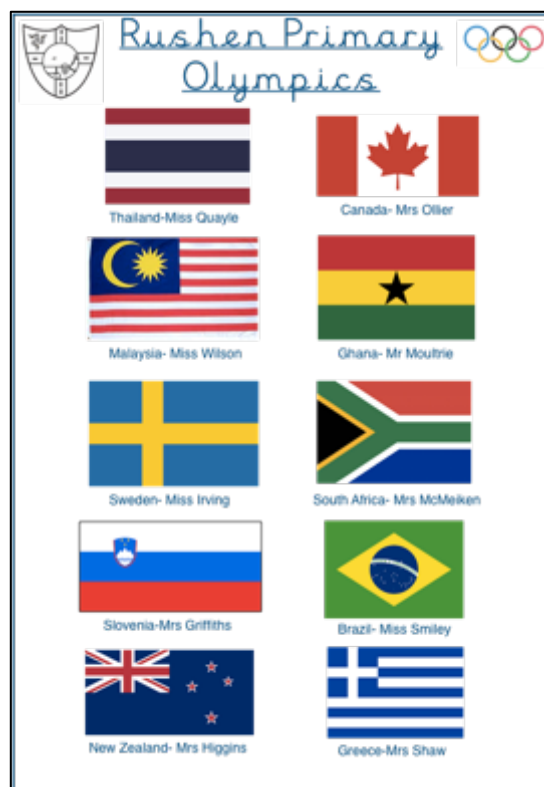 Rushen Primary
Olympics
Thailand-Miss Quayle
Canada- Mrs Ollier
Malaysia- Miss Wilson
Ghana- Mr Moultrie
Sweden- Miss Irving
South Africa- Mrs McMeiken
Slovenia-Mrs Griffiths
Brazil- Miss Smiley
New Zealand- Mrs Higgins
Greece-Mrs Shaw